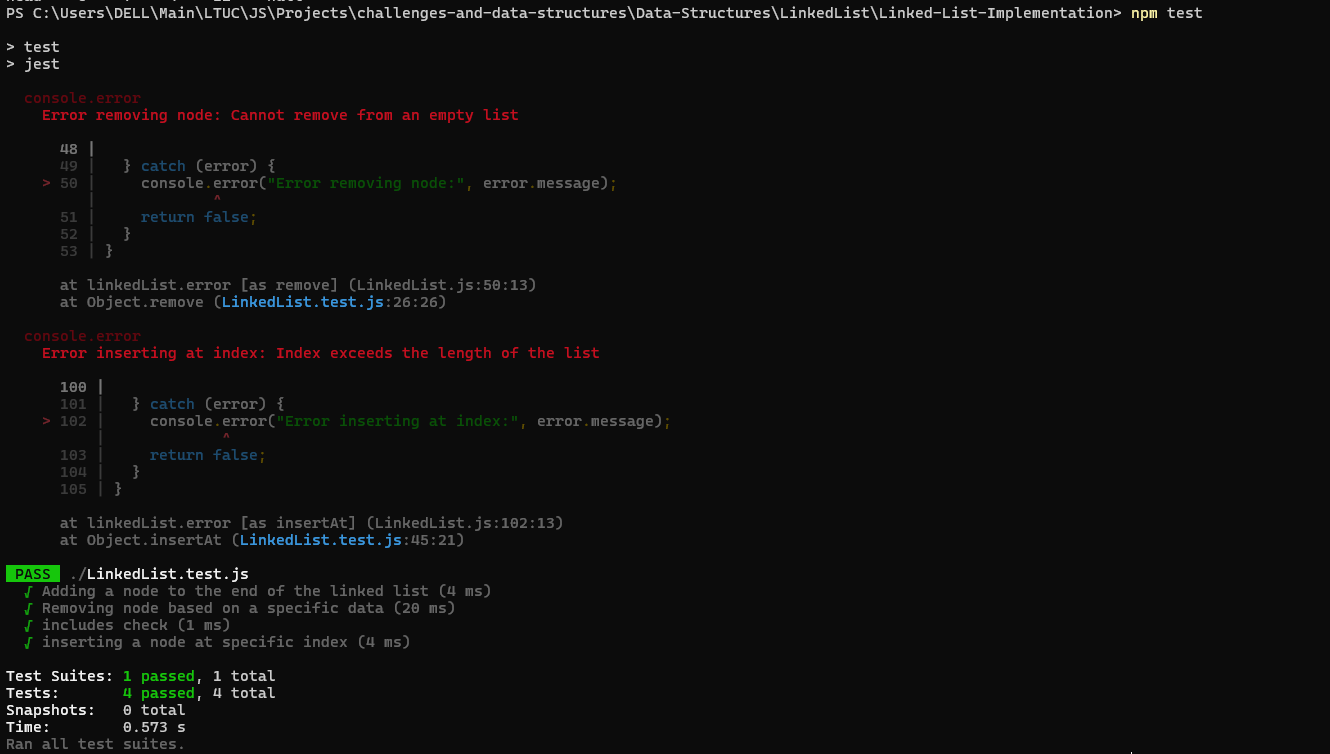 PS C:\Users\DELL\Main\LTUC\JS\Projects\challenges-and-data-structures\Data-Structures\LinkedList\Linked-List-Implementation> npm test
> test
> jest
console.error
Error removing node: Cannot remove from an empty list
48 |
49 | } catch (error) {
> 50 | console.error("Error removing node:", error.message);
| ^
51 | return false;
52 | }
53 | }
at linkedList.error [as remove] (LinkedList.js:50:13)
at Object.remove (LinkedList.test.js:26:26)
console.error
Error inserting at index: Index exceeds the length of the list
100 |
101 | } catch (error) {
> 102 | console.error("Error inserting at index:", error.message);
| ^
103 | return false;
104 | }
105 | }
at linkedList.error [as insertAt] (LinkedList.js:102:13)
at Object.insertAt (LinkedList.test.js:45:21)
PASS ./LinkedList.test.js
√ Adding a node to the end of the linked list (4 ms)
√ Removing node based on a specific data (20 ms)
√ includes check (1 ms)
√ inserting a node at specific index (4 ms)
Test Suites: 1 passed, 1 total
Tests: 4 passed, 4 total
Snapshots: 0 total
Time: 0.573 s
Ran all test suites.